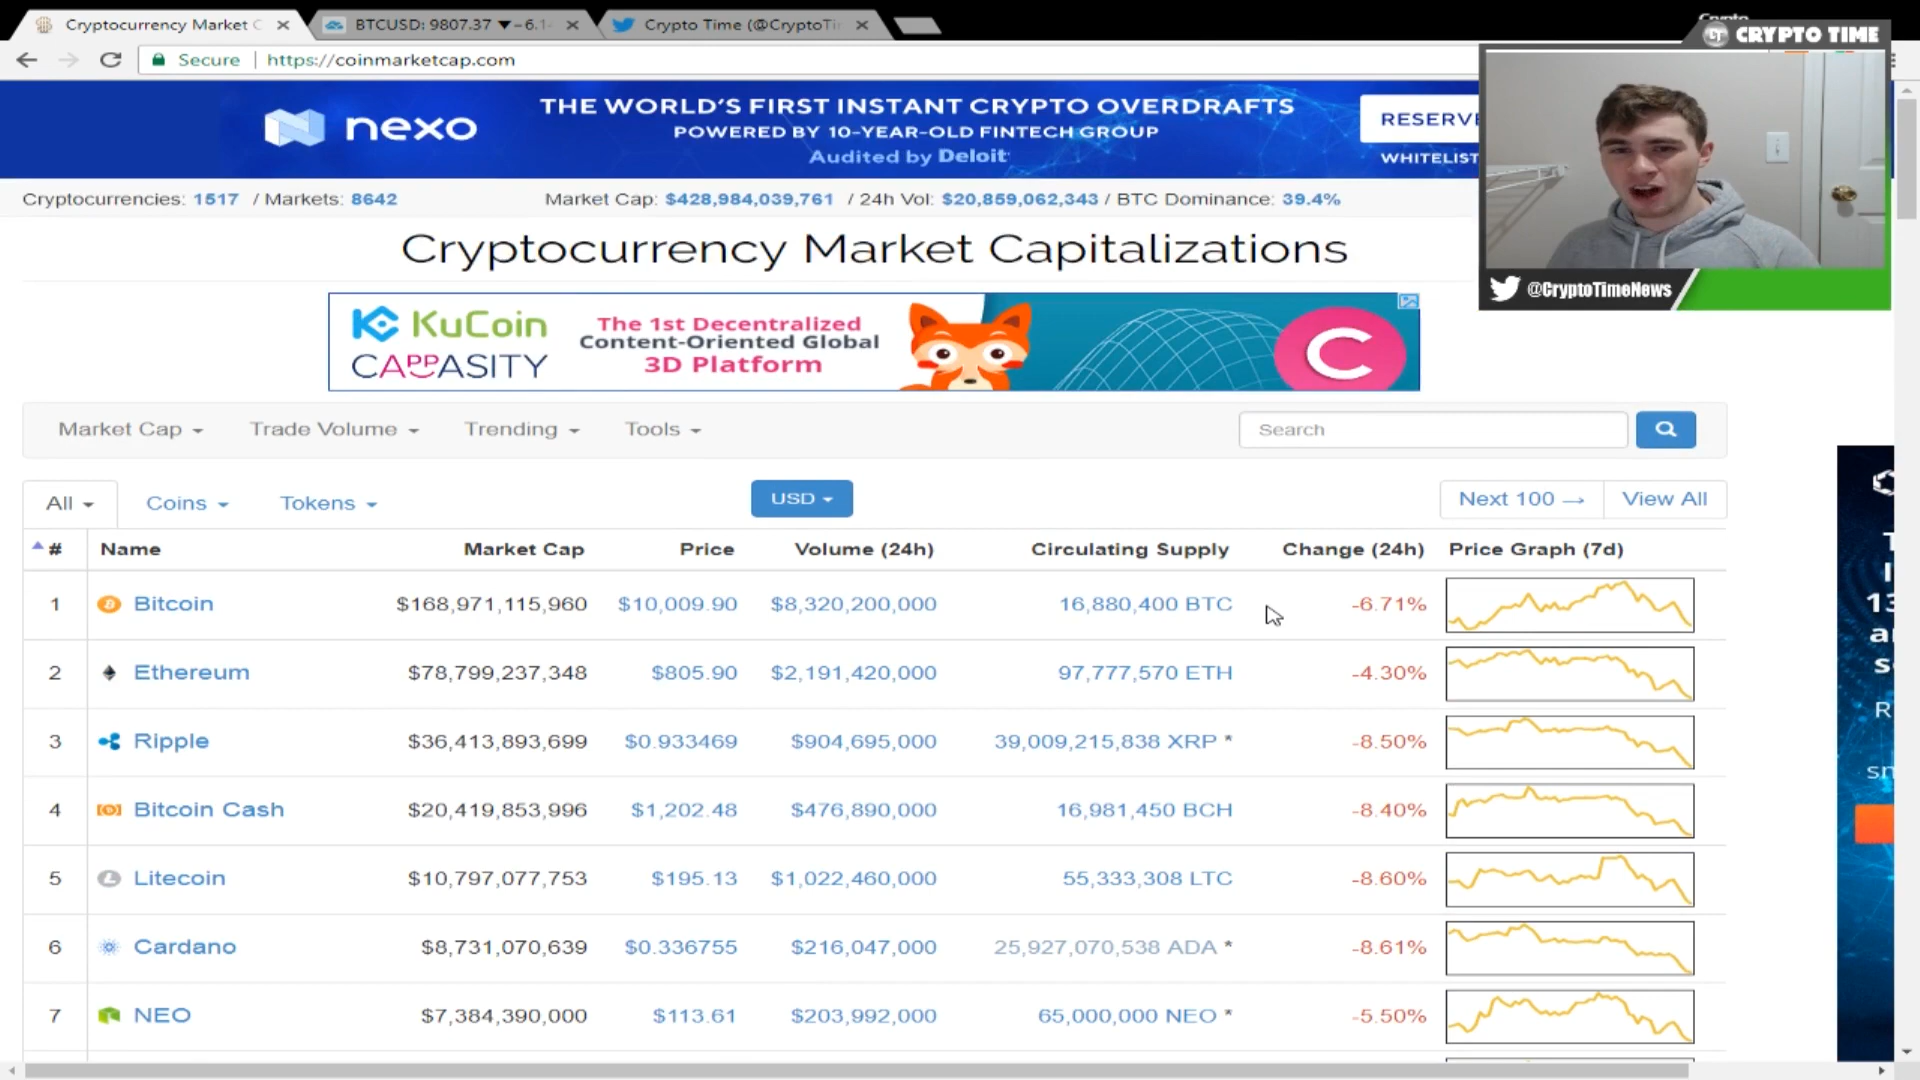 Cryptocurrency Market C
BTCUSD: 9807.37 ▼−6.1
Crypto Time (@CryptoTi
Crypto
CRYPTO TIME
Secure
https://coinmarketcap.com
nexo
THE WORLD'S FIRST INSTANT CRYPTO OVERDRAFTS
POWERED BY 10-YEAR-OLD FINTECH GROUP
Audited by Deloit
RESERVE
WHITELIST
@CryptoTimeNews
Cryptocurrencies: 1517 / Markets: 8642
Market Cap: $428,984,039,761 / 24h Vol: $20,859,062,343 / BTC Dominance: 39.4%
Cryptocurrency Market Capitalizations
KuCoin
CAPPASITY
The 1st Decentralized
Content-Oriented Global
3D Platform
C
Market Cap Trade Volume Trending Tools
Search
All Coins Tokens USD Next 100 → View All
# Name Market Cap Price Volume (24h) Circulating Supply Change (24h) Price Graph (7d)
1 Bitcoin $168,971,115,960 $10,009.90 $8,320,200,000 16,880,400 BTC -6.71%
2 Ethereum $78,799,237,348 $805.90 $2,191,420,000 97,777,570 ETH -4.30%
3 Ripple $36,413,893,699 $0.933469 $904,695,000 39,009,215,838 XRP * -8.50%
4 Bitcoin Cash $20,419,853,996 $1,202.48 $476,890,000 16,981,450 BCH -8.40%
5 Litecoin $10,797,077,753 $195.13 $1,022,460,000 55,333,308 LTC -8.60%
6 Cardano $8,731,070,639 $0.336755 $216,047,000 25,927,070,538 ADA * -8.61%
7 NEO $7,384,390,000 $113.61 $203,992,000 65,000,000 NEO * -5.50%